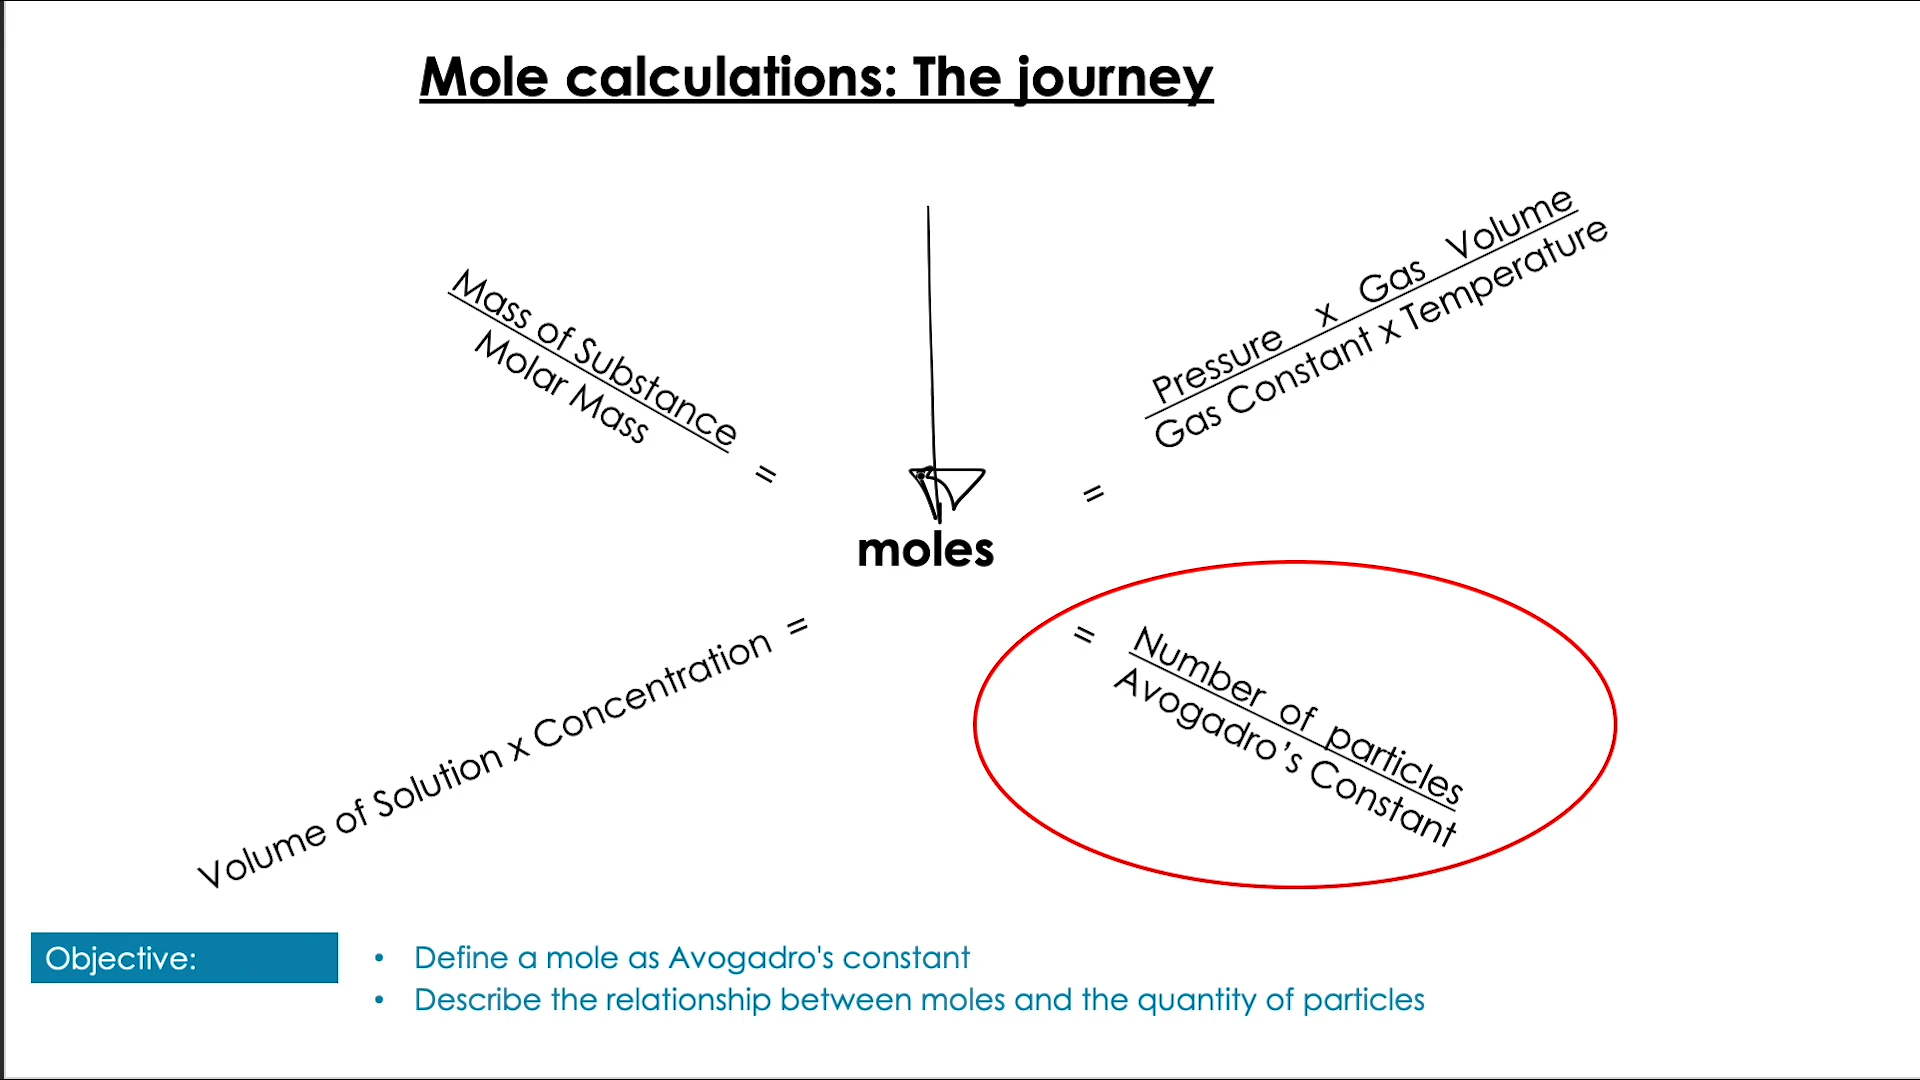 Mole calculations: The journey
Mass of Substance
Molar Mass
=
Pressure x Gas Volume
Gas Constant x Temperature
=
moles
Volume of Solution x Concentration =
= Number of particles
Avogadro's Constant
Objective:
• Define a mole as Avogadro's constant
• Describe the relationship between moles and the quantity of particles